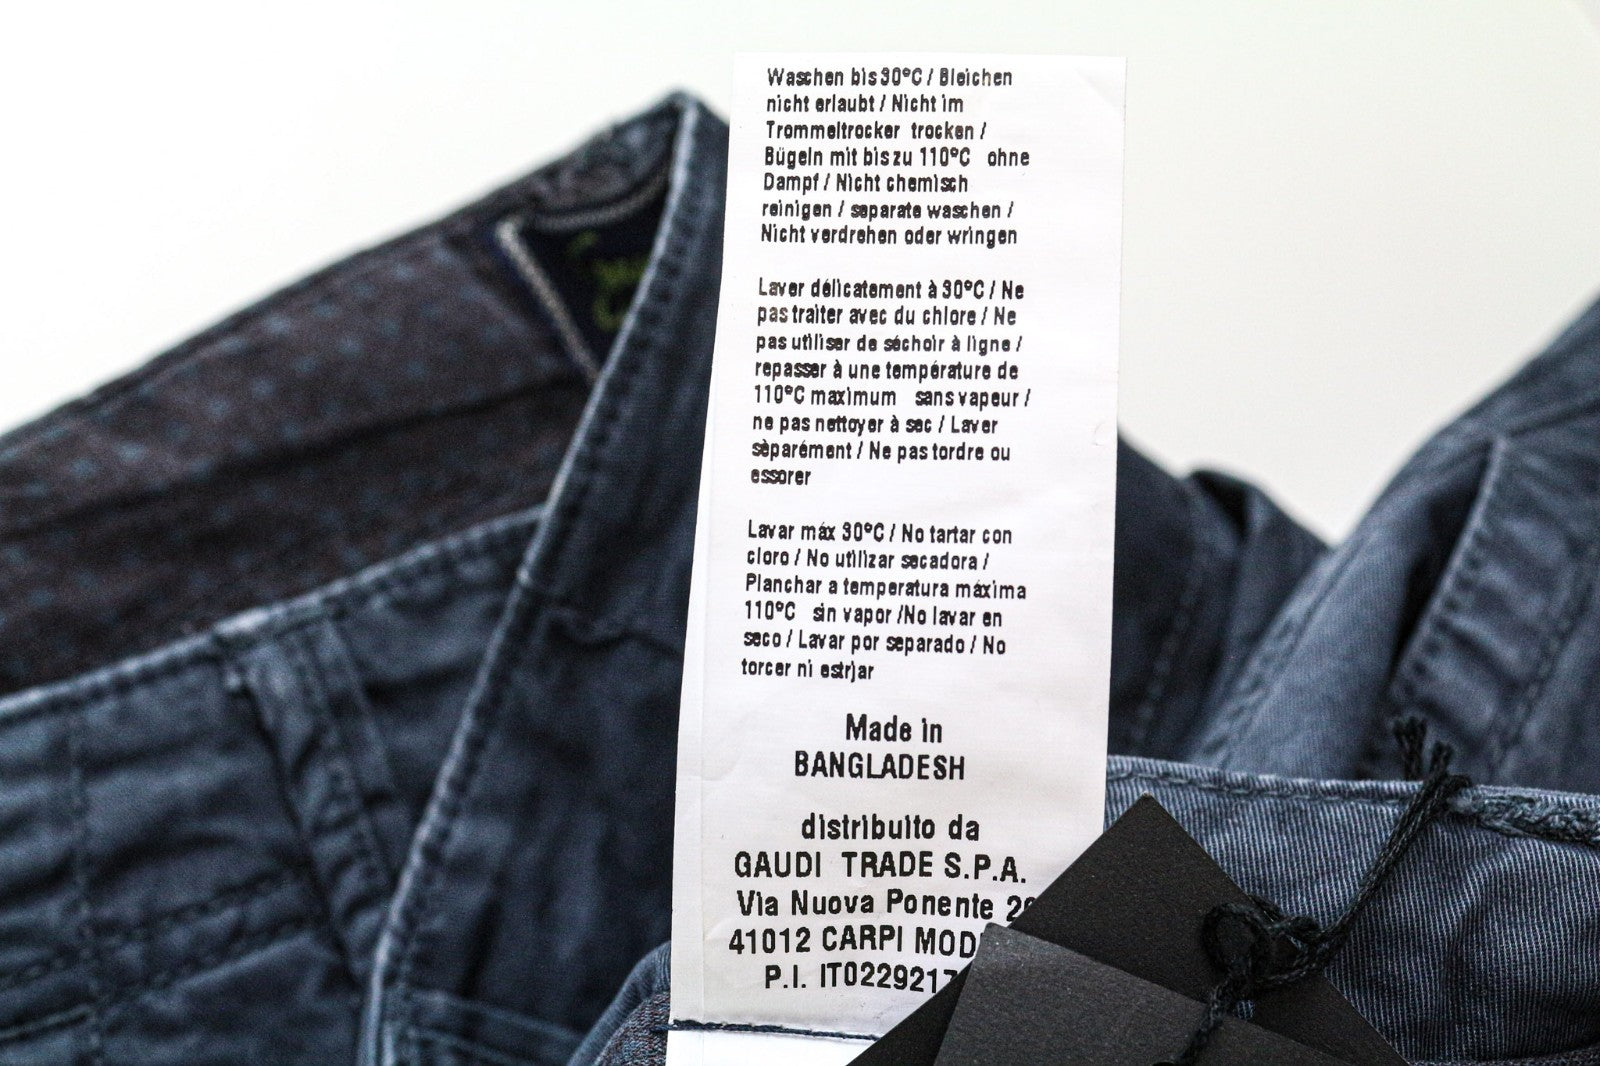 Waschen bis 30°C / Bleichen
nicht erlaubt / Nicht im
Trommeltrocker trocken /
Bügeln mit bis zu 110°C ohne
Dampf / Nicht chemisch
reinigen / separate waschen /
Nicht verdrehen oder wringen
Laver délicatement à 30°C / Ne
pas traiter avec du chlore / Ne
pas utiliser de séchoir à ligne /
repasser à une température de
110°C maximum sans vapeur /
ne pas nettoyer à sec / Laver
sèparément / Ne pas tordre ou
essorer
Lavar máx 30°C / No tartar con
cloro / No utilizar secadora /
Planchar a temperatura máxima
110°C sin vapor /No lavar en
seco / Lavar por separado / No
torcer ni estrjar
Made in
BANGLADESH
distribuito da
GAUDI TRADE S.P.A.
Via Nuova Ponente
41012 CARPI
P.I.